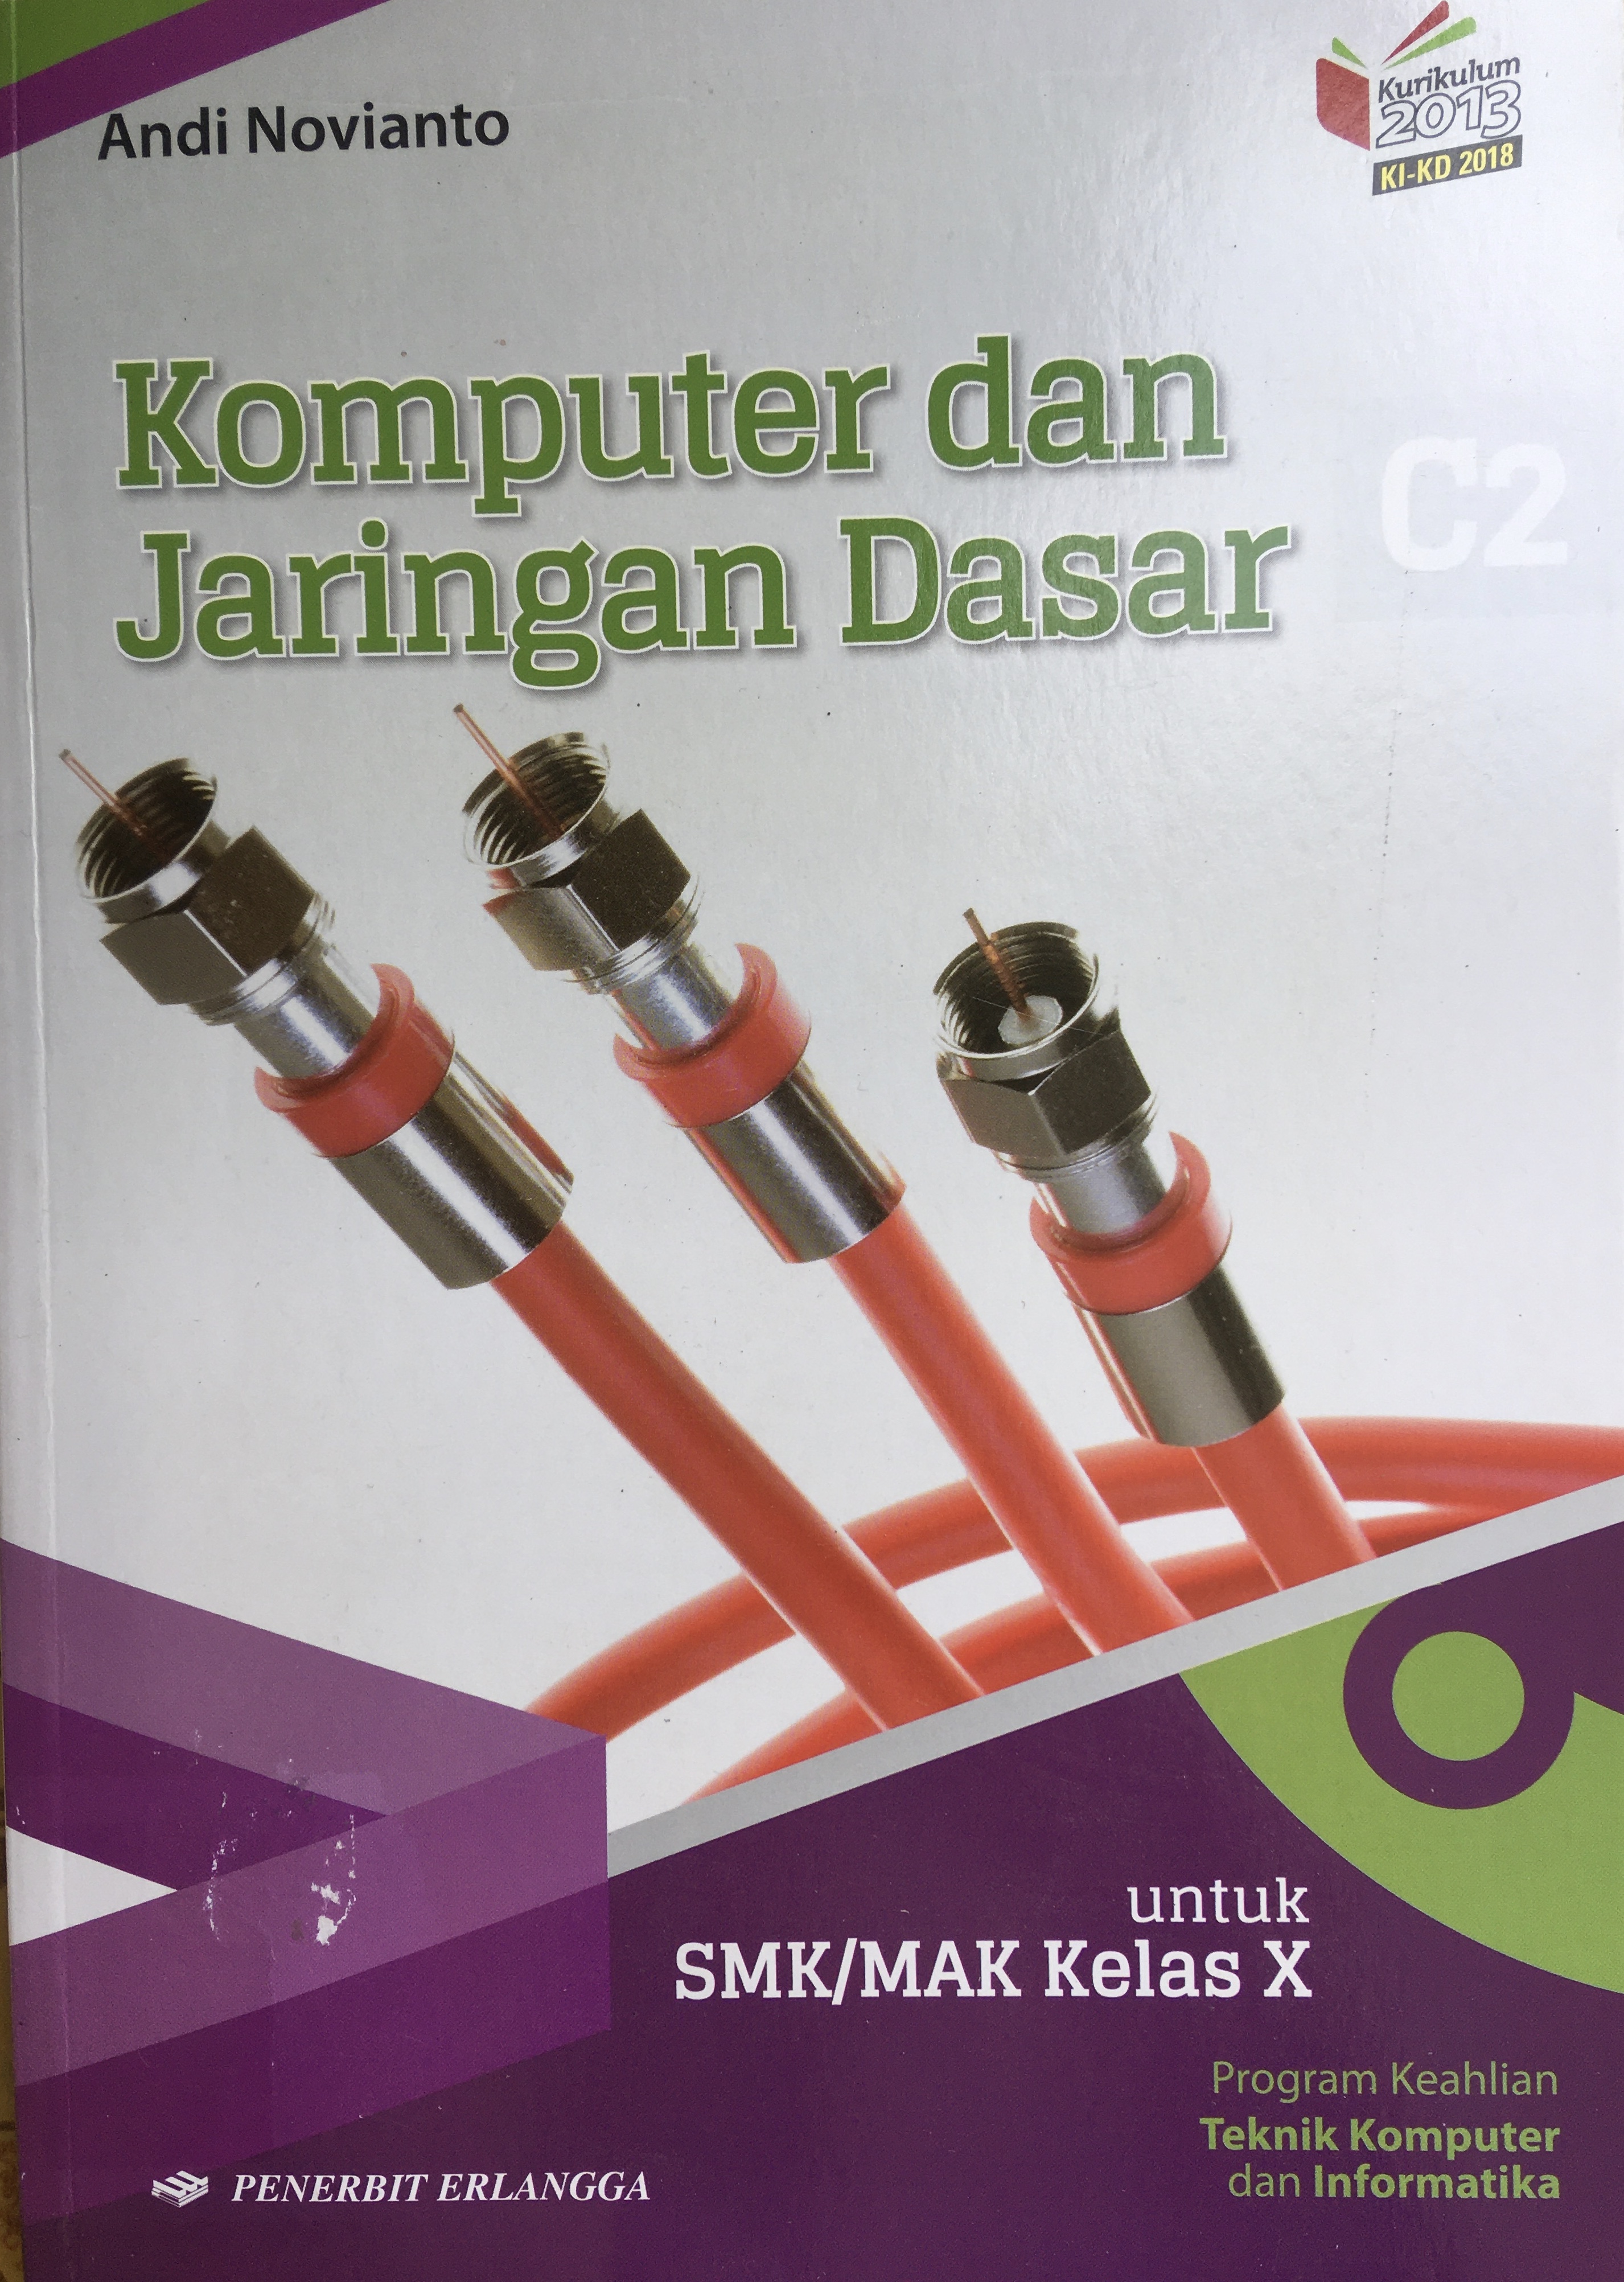 Andi Novianto
Kurikulum
2013
KI-KD 2018
Komputer dan
Jaringan Dasar
C2
untuk
SMK/MAK Kelas X
Program Keahlian
Teknik Komputer
dan Informatika
PENERBIT ERLANGGA